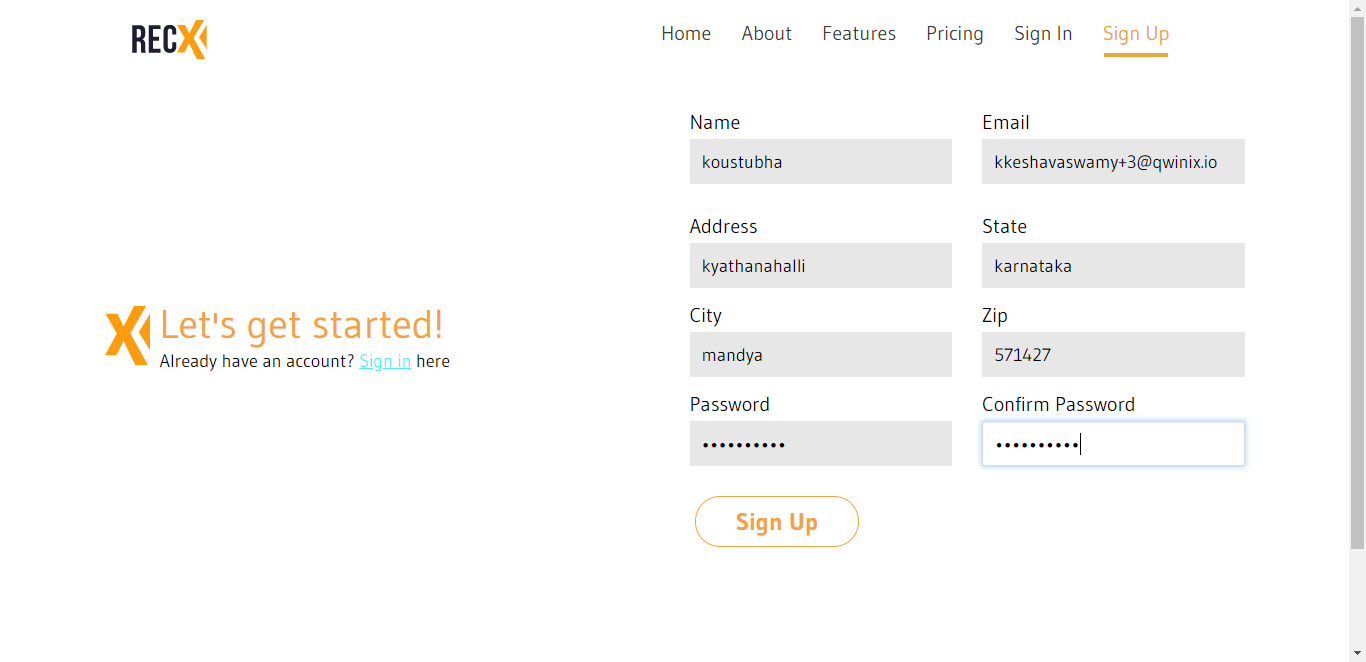 RECX
Home About Features Pricing Sign In Sign Up
Name Email
koustubha kkeshavaswamy+3@qwinix.io
Address State
kyathanahalli karnataka
City Zip
mandya 571427
Password Confirm Password
•••••••••• ••••••••••
Sign Up
X Let's get started!
Already have an account? Sign in here